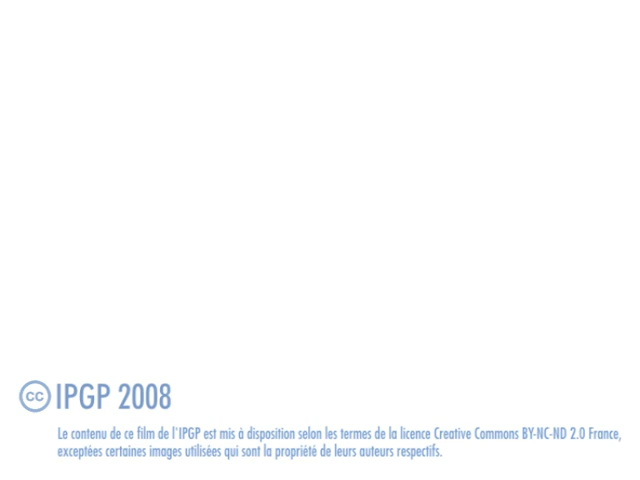 cc IPGP 2008
Le contenu de ce film de l'IPGP est mis à disposition selon les termes de la licence Creative Commons BY-NC-ND 2.0 France,
exceptées certaines images utilisées qui sont la propriété de leurs auteurs respectifs.